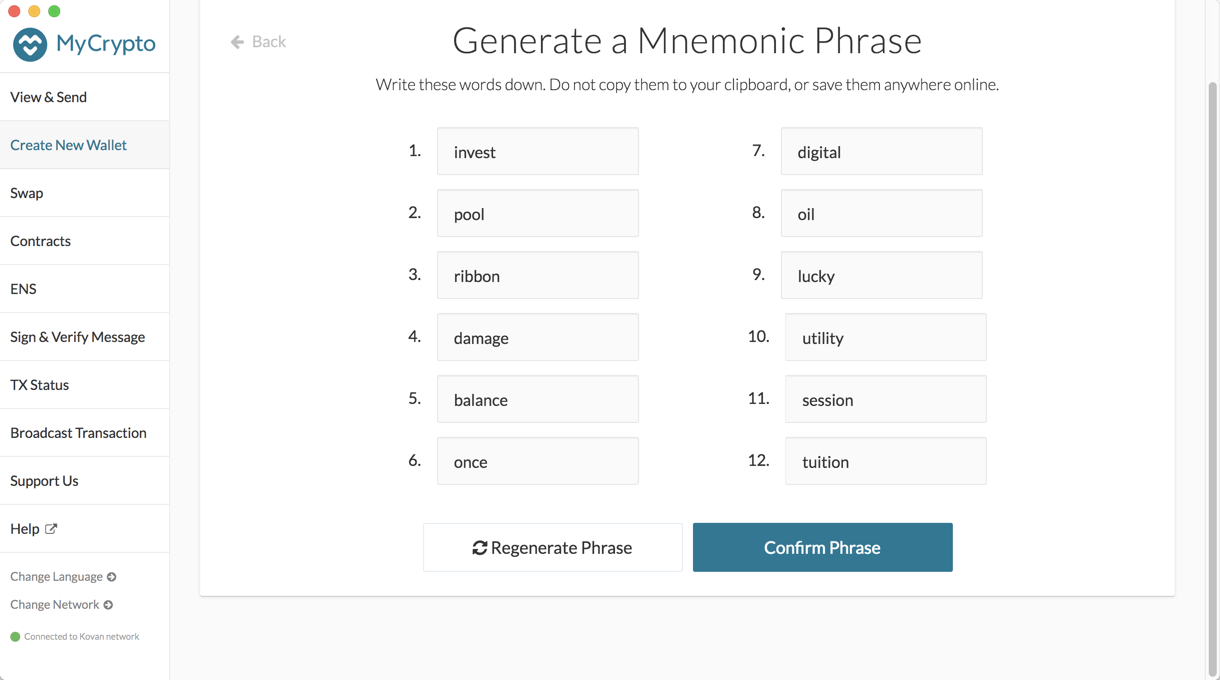 MyCrypto
View & Send
Create New Wallet
Swap
Contracts
ENS
Sign & Verify Message
TX Status
Broadcast Transaction
Support Us
Help
Change Language
Change Network
Connected to Kovan network
Back
Generate a Mnemonic Phrase
Write these words down. Do not copy them to your clipboard, or save them anywhere online.
1. invest
2. pool
3. ribbon
4. damage
5. balance
6. once
7. digital
8. oil
9. lucky
10. utility
11. session
12. tuition
Regenerate Phrase
Confirm Phrase